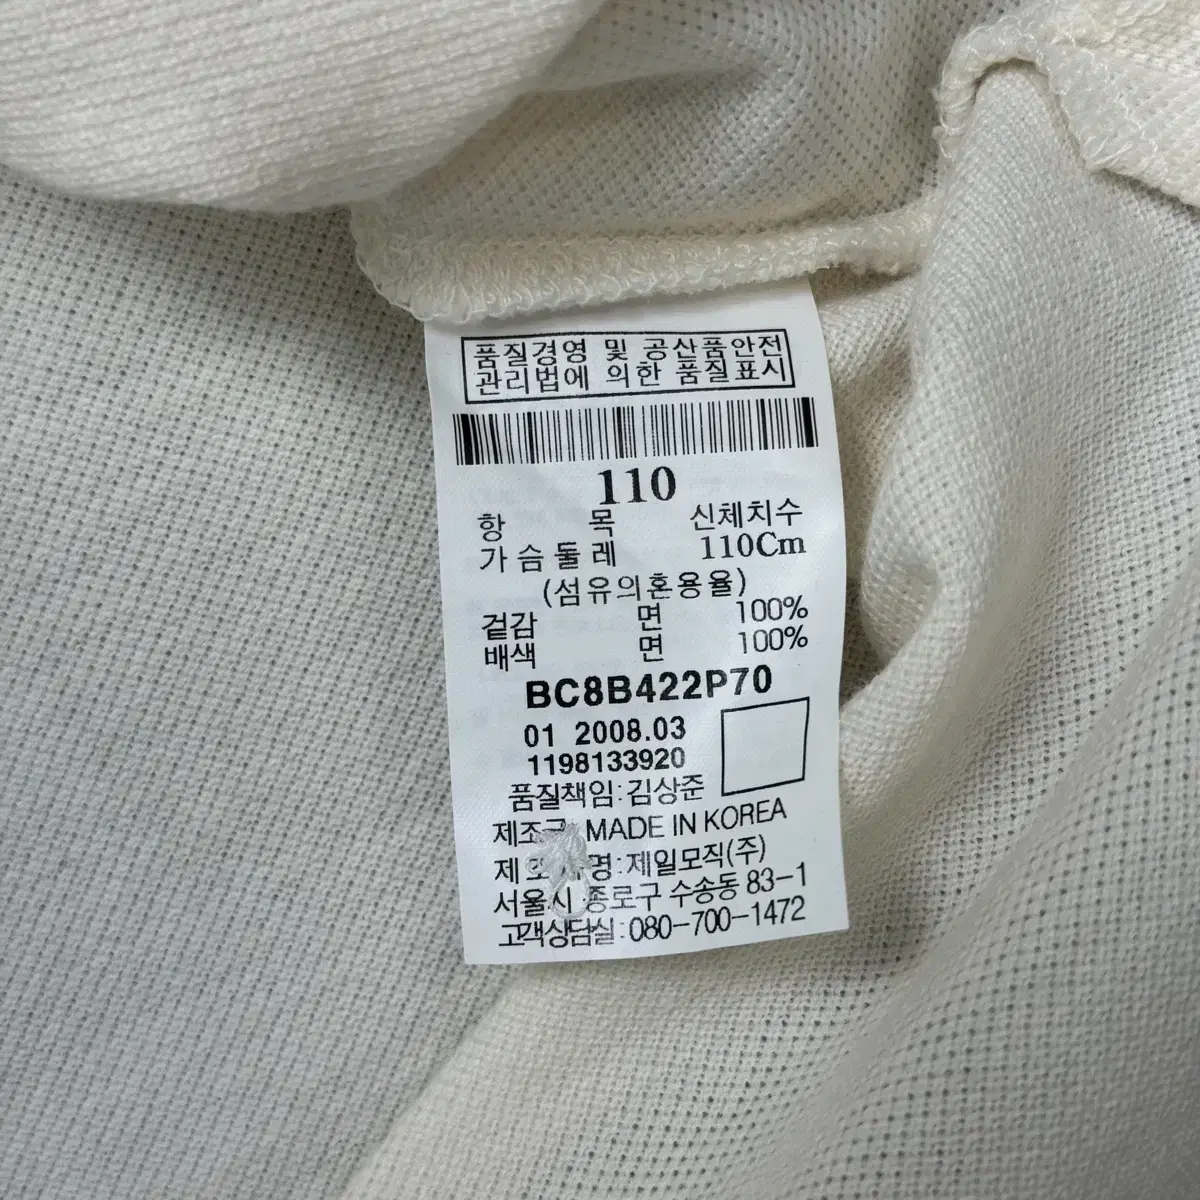 품질경영 및 공산품안전
관리법에 의한 품질표시
110
항 목 신체치수
가슴둘레 110Cm
(섬유의혼용율)
겉감 면 100%
배색 면 100%
BC8B422P70
01 2008.03
1198133920
품질책임:김상준
MADE IN KOREA
제일모직(주)
서울시 종로구 수송동 83-1
고객상담실:080-700-1472